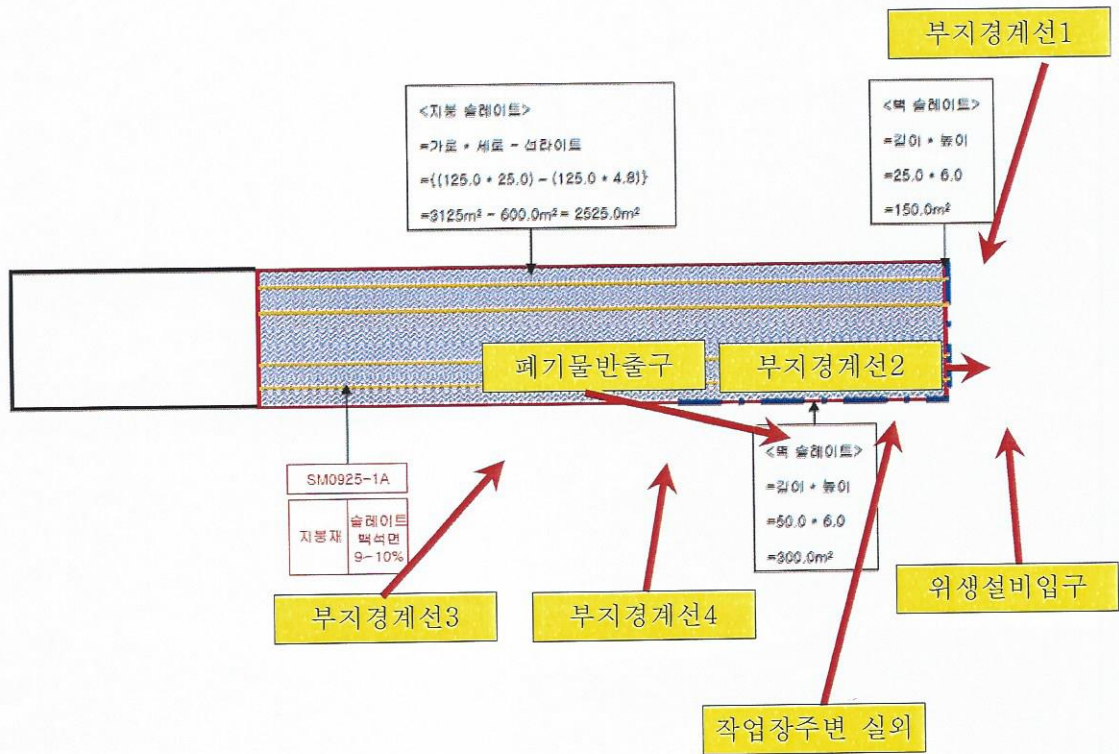 부지경계선1
<지붕 슬레이트>
=가로 * 세로 - 선라이트
={(125.0 * 25.0) - (125.0 * 4.8)}
=3125m² - 600.0m² = 2525.0m²
<벽 슬레이트>
=길이 * 높이
=25.0 * 6.0
=150.0m²
폐기물반출구
부지경계선2
SM0925-1A
지붕재
슬레이트
백석면
9-10%
<벽 슬레이트>
=길이 * 높이
=50.0 * 6.0
=300.0m²
부지경계선3
부지경계선4
위생설비입구
작업장주변 실외